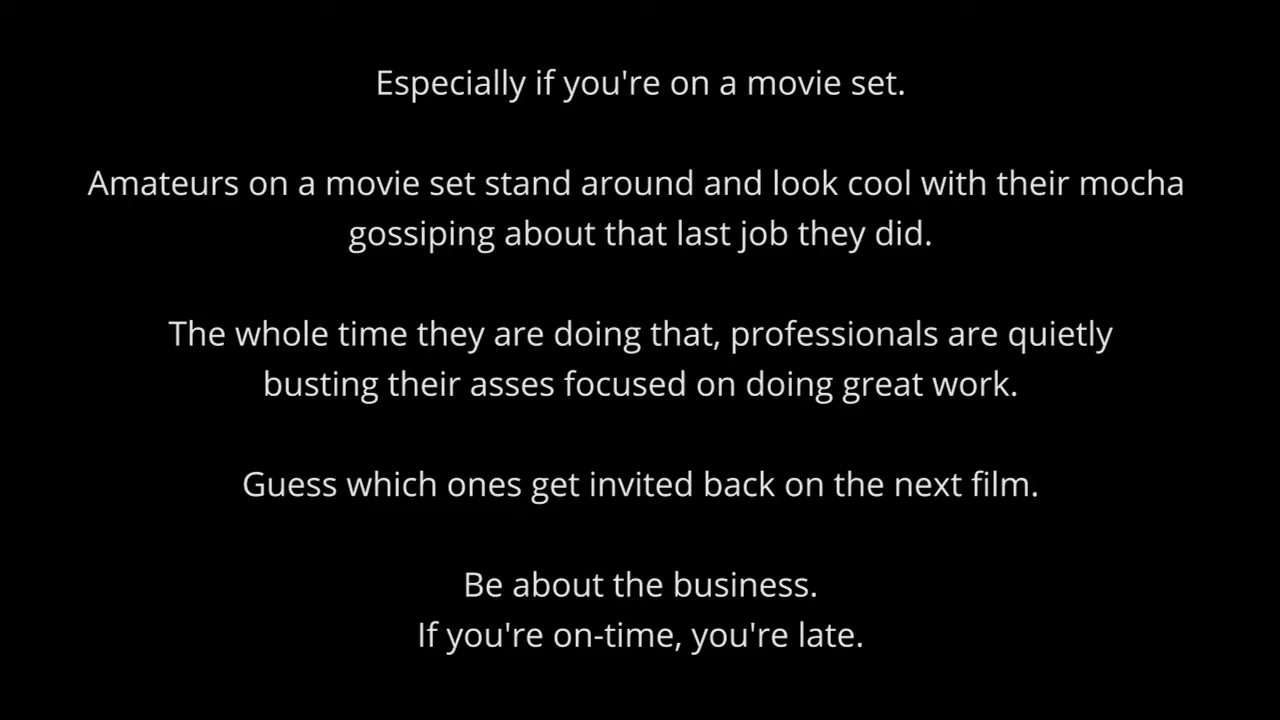 Especially if you're on a movie set.
Amateurs on a movie set stand around and look cool with their mocha
gossiping about that last job they did.
The whole time they are doing that, professionals are quietly
busting their asses focused on doing great work.
Guess which ones get invited back on the next film.
Be about the business.
If you're on-time, you're late.